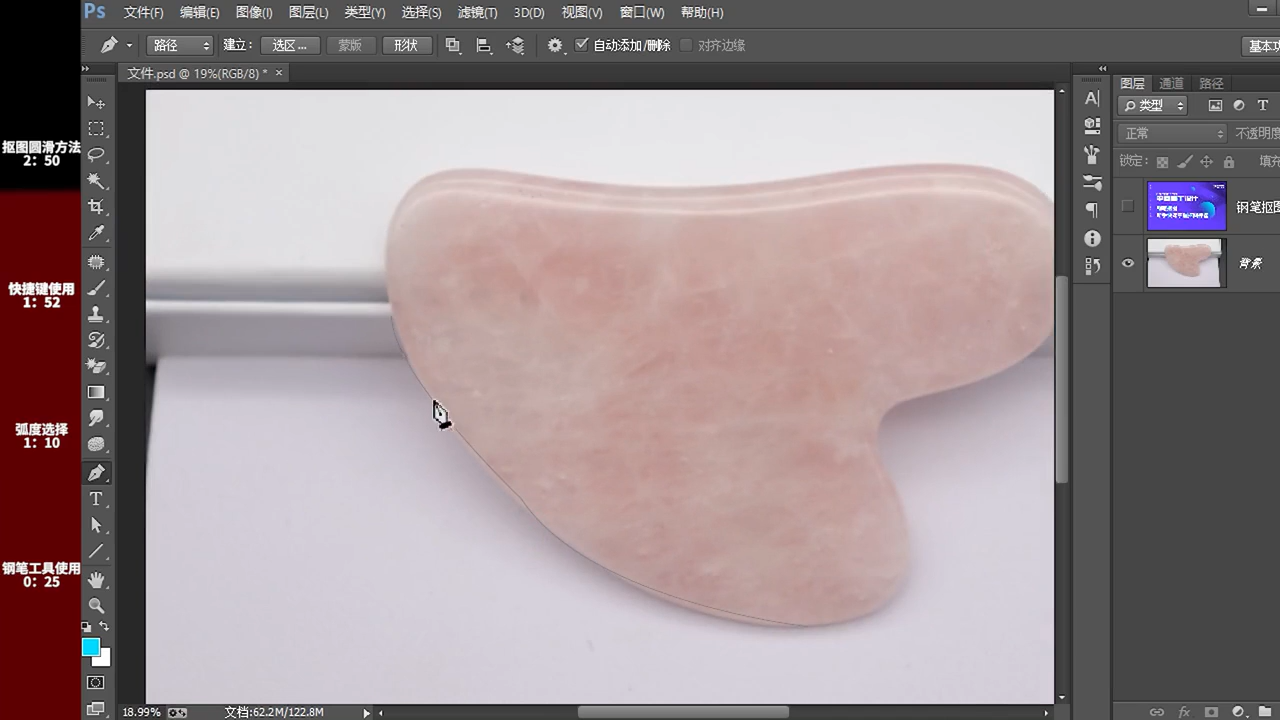 Ps 文件(F) 编辑(E) 图像(I) 图层(L) 类型(Y) 选择(S) 滤镜(T) 3D(D) 视图(V) 窗口(W) 帮助(H)
路径 建立: 选区... 蒙版 形状 自动添加/删除 对齐边缘 基本功
文件.psd @ 19%(RGB/8) * ×
图层 通道 路径
类型
正常 不透明度
锁定: 填充
钢笔抠图
背景
抠图圆滑方法
2：50
快捷键使用
1：52
弧度选择
1：10
钢笔工具使用
0：25
18.99% 文档:62.2M/122.8M